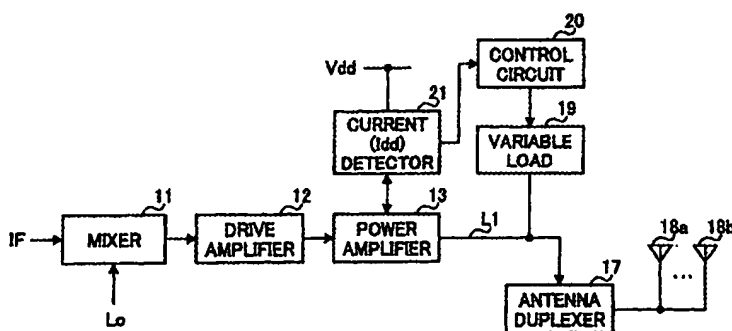 20
CONTROL
CIRCUIT
Vdd
21
CURRENT
(Idd)
DETECTOR
19
VARIABLE
LOAD
11
MIXER
12
DRIVE
AMPLIFIER
13
POWER
AMPLIFIER
L1
IF
Lo
18a
...
18b
17
ANTENNA
DUPLEXER